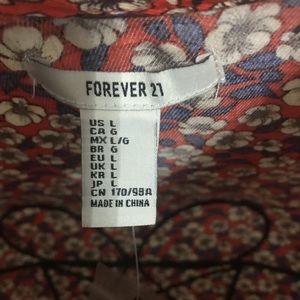 FOREVER 21
US L
CA G
MX L/G
BR G
EU L
UK L
KR L
JP L
CN 170/98A
MADE IN CHINA